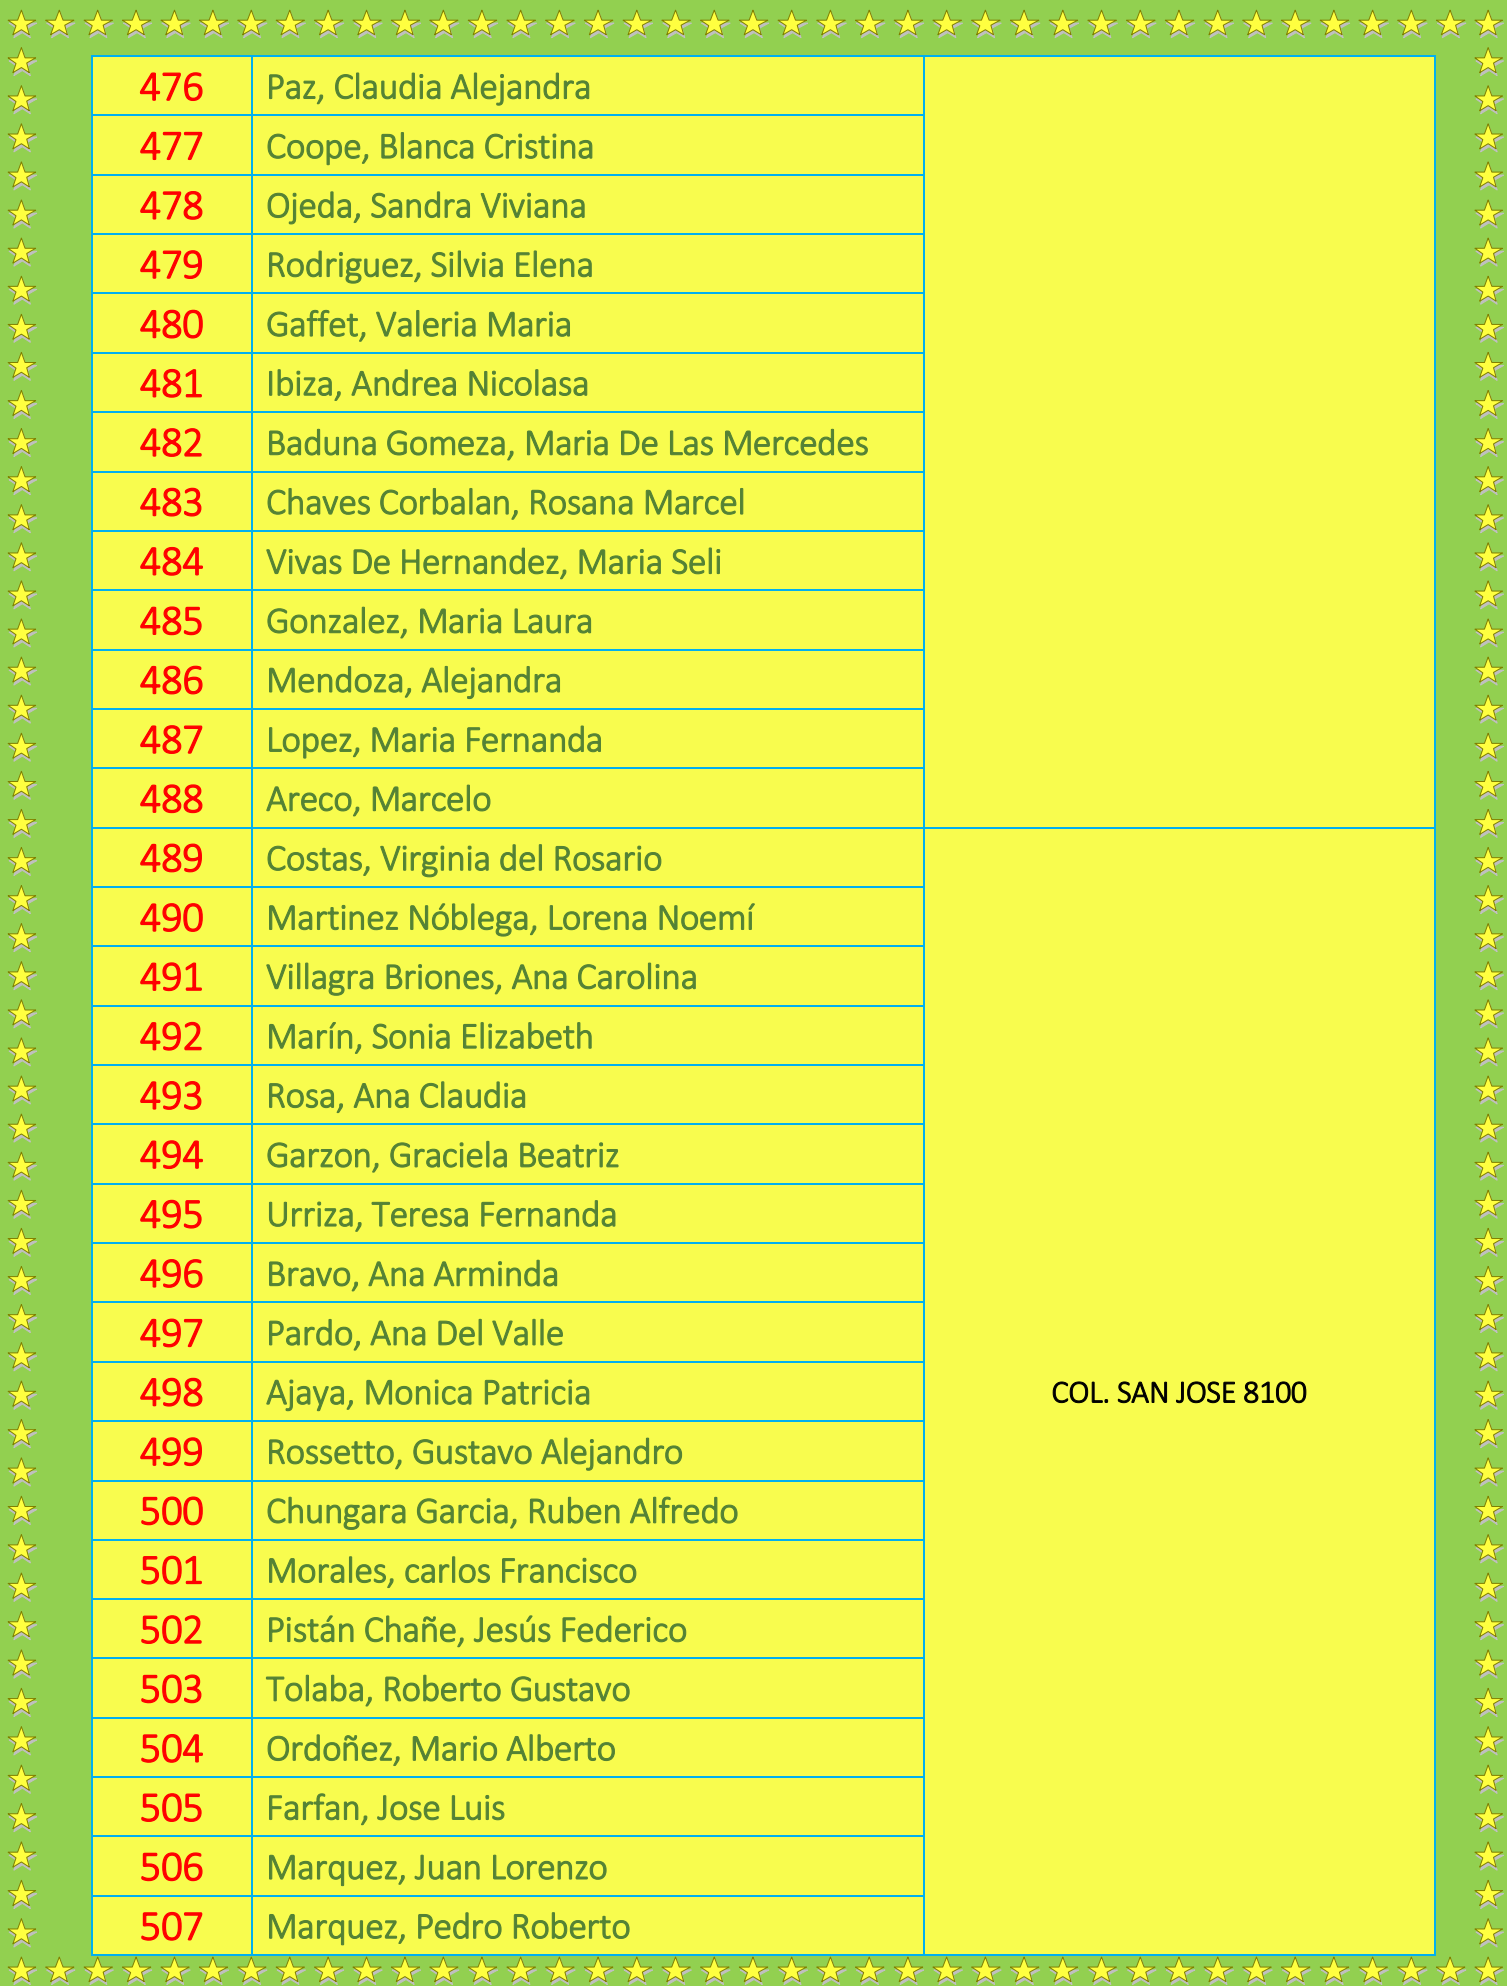 476 Paz, Claudia Alejandra
477 Coope, Blanca Cristina
478 Ojeda, Sandra Viviana
479 Rodriguez, Silvia Elena
480 Gaffet, Valeria Maria
481 Ibiza, Andrea Nicolasa
482 Baduna Gomeza, Maria De Las Mercedes
483 Chaves Corbalan, Rosana Marcel
484 Vivas De Hernandez, Maria Seli
485 Gonzalez, Maria Laura
486 Mendoza, Alejandra
487 Lopez, Maria Fernanda
488 Areco, Marcelo
489 Costas, Virginia del Rosario
490 Martinez Nóblega, Lorena Noemí
491 Villagra Briones, Ana Carolina
492 Marín, Sonia Elizabeth
493 Rosa, Ana Claudia
494 Garzon, Graciela Beatriz
495 Urriza, Teresa Fernanda
496 Bravo, Ana Arminda
497 Pardo, Ana Del Valle
498 Ajaya, Monica Patricia COL. SAN JOSE 8100
499 Rossetto, Gustavo Alejandro
500 Chungara Garcia, Ruben Alfredo
501 Morales, carlos Francisco
502 Pistán Chañe, Jesús Federico
503 Tolaba, Roberto Gustavo
504 Ordoñez, Mario Alberto
505 Farfan, Jose Luis
506 Marquez, Juan Lorenzo
507 Marquez, Pedro Roberto